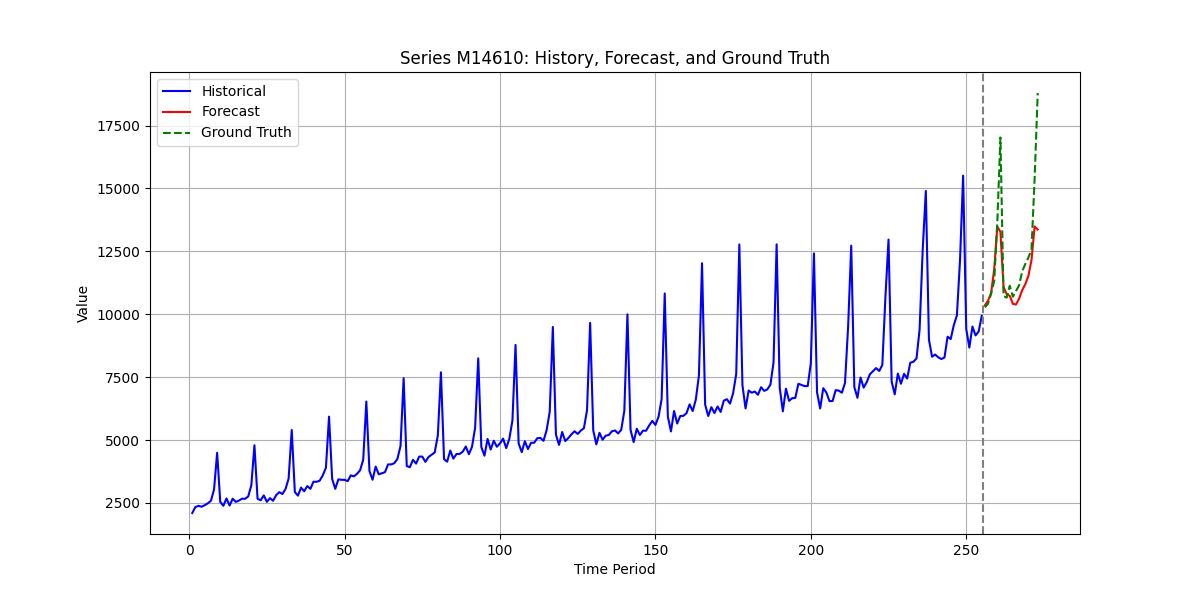 Series M14610: History, Forecast, and Ground Truth
Historical
Forecast
Ground Truth
17500
15000
12500
10000
7500
5000
2500
Value
0 50 100 150 200 250
Time Period